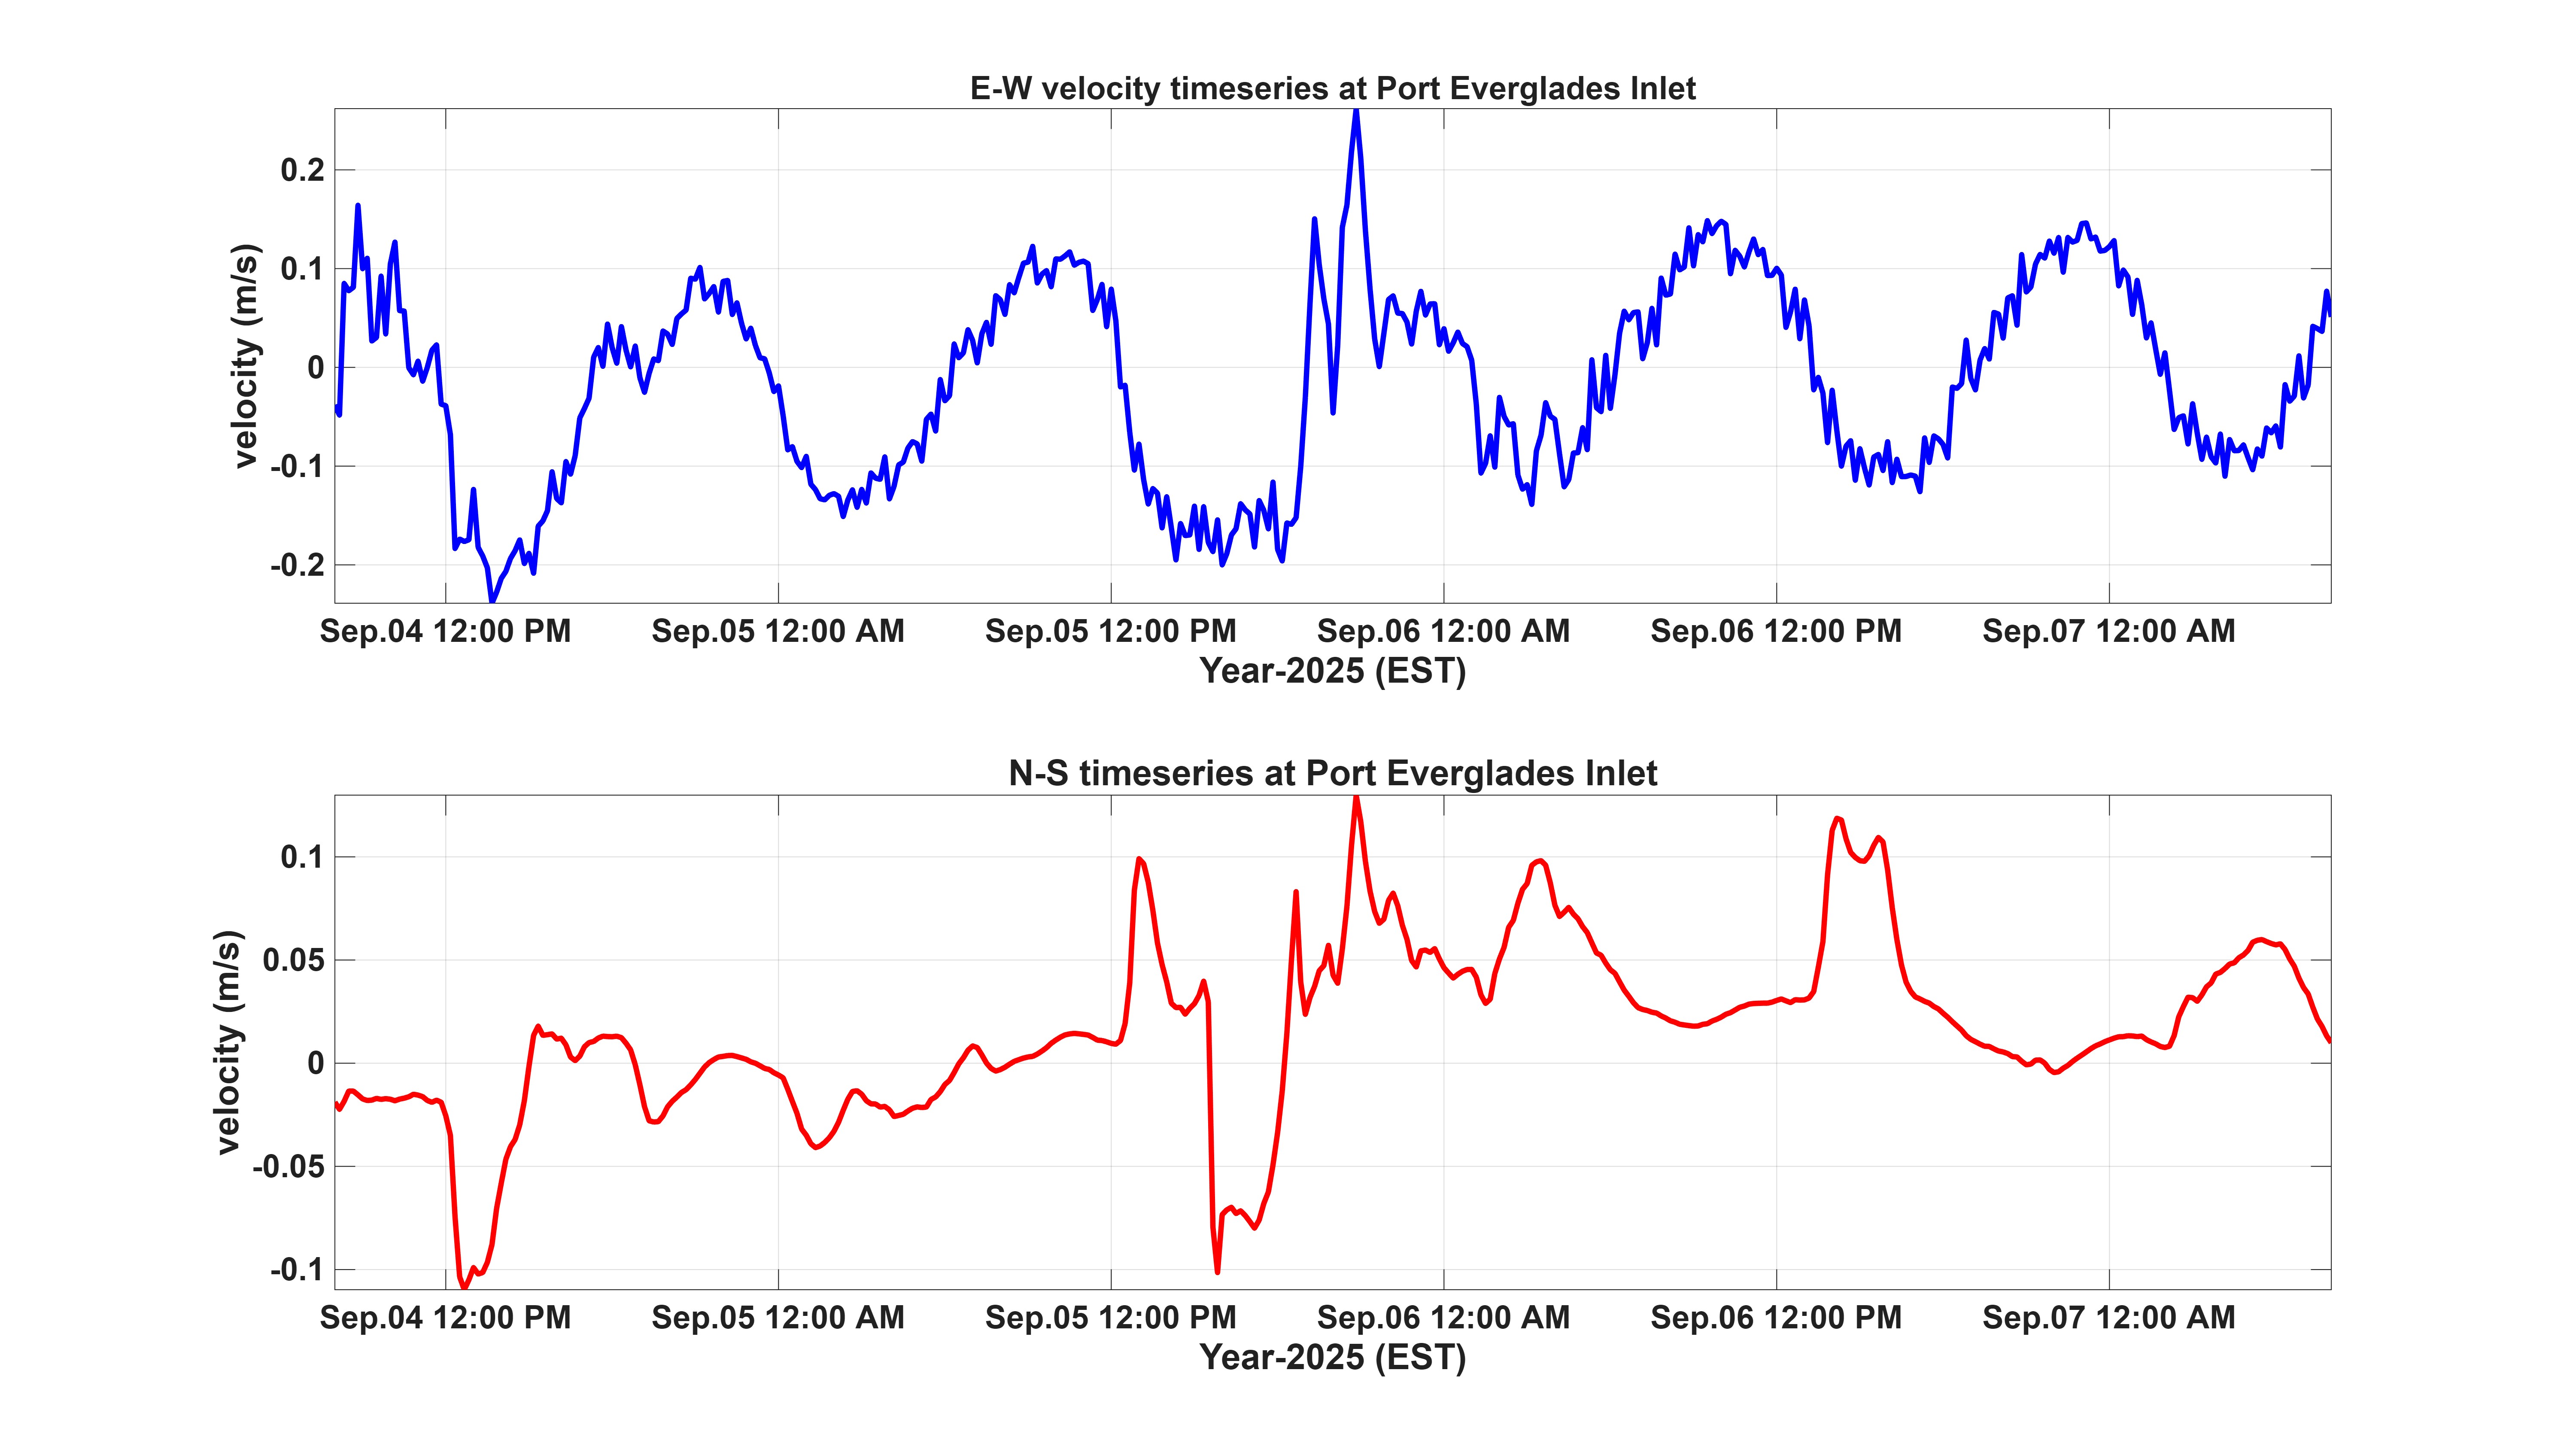 E-W velocity timeseries at Port Everglades Inlet
velocity (m/s)
0.2
0.1
0
-0.1
-0.2
Sep.04 12:00 PM
Sep.05 12:00 AM
Sep.05 12:00 PM
Sep.06 12:00 AM
Sep.06 12:00 PM
Sep.07 12:00 AM
Year-2025 (EST)
N-S timeseries at Port Everglades Inlet
velocity (m/s)
0.1
0.05
0
-0.05
-0.1
Sep.04 12:00 PM
Sep.05 12:00 AM
Sep.05 12:00 PM
Sep.06 12:00 AM
Sep.06 12:00 PM
Sep.07 12:00 AM
Year-2025 (EST)